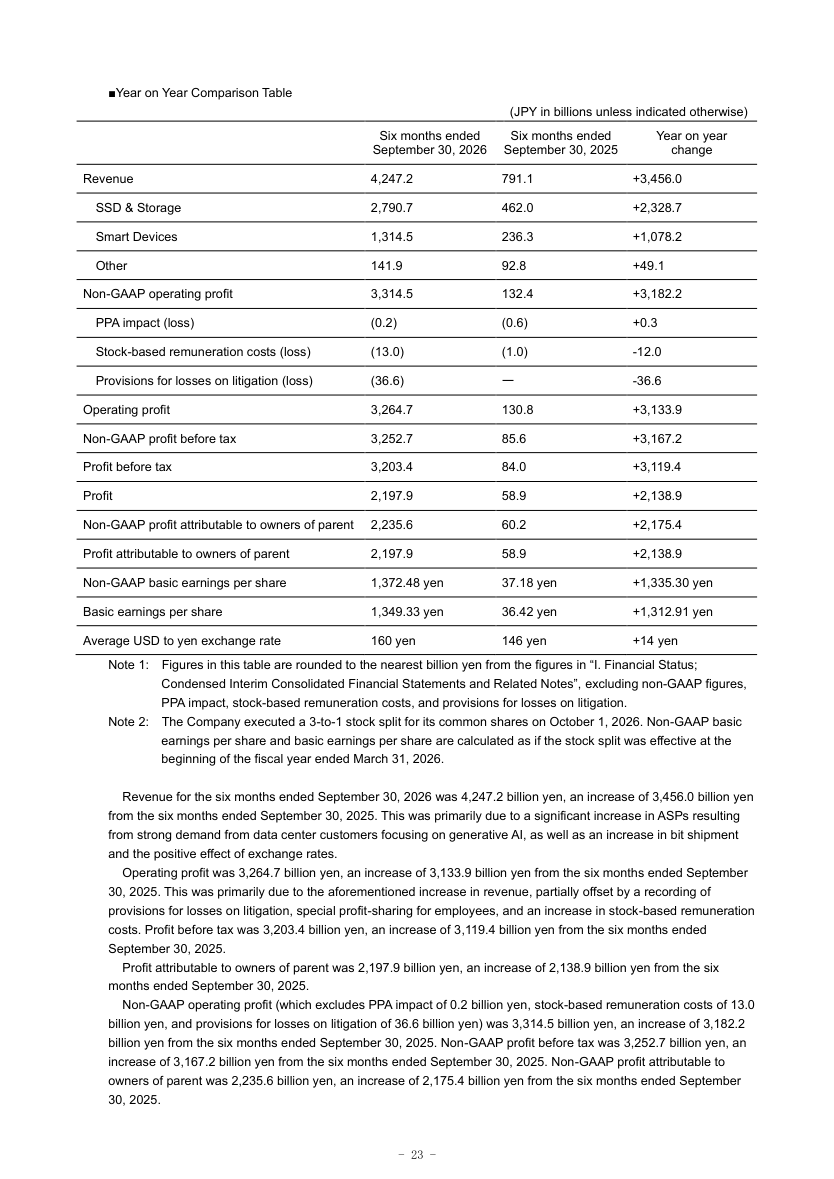 ■Year on Year Comparison Table
(JPY in billions unless indicated otherwise)
Six months ended September 30, 2026 Six months ended September 30, 2025 Year on year change
Revenue 4,247.2 791.1 +3,456.0
SSD & Storage 2,790.7 462.0 +2,328.7
Smart Devices 1,314.5 236.3 +1,078.2
Other 141.9 92.8 +49.1
Non-GAAP operating profit 3,314.5 132.4 +3,182.2
PPA impact (loss) (0.2) (0.6) +0.3
Stock-based remuneration costs (loss) (13.0) (1.0) -12.0
Provisions for losses on litigation (loss) (36.6) — -36.6
Operating profit 3,264.7 130.8 +3,133.9
Non-GAAP profit before tax 3,252.7 85.6 +3,167.2
Profit before tax 3,203.4 84.0 +3,119.4
Profit 2,197.9 58.9 +2,138.9
Non-GAAP profit attributable to owners of parent 2,235.6 60.2 +2,175.4
Profit attributable to owners of parent 2,197.9 58.9 +2,138.9
Non-GAAP basic earnings per share 1,372.48 yen 37.18 yen +1,335.30 yen
Basic earnings per share 1,349.33 yen 36.42 yen +1,312.91 yen
Average USD to yen exchange rate 160 yen 146 yen +14 yen
Note 1: Figures in this table are rounded to the nearest billion yen from the figures in “I. Financial Status;
Condensed Interim Consolidated Financial Statements and Related Notes”, excluding non-GAAP figures,
PPA impact, stock-based remuneration costs, and provisions for losses on litigation.
Note 2: The Company executed a 3-to-1 stock split for its common shares on October 1, 2026. Non-GAAP basic
earnings per share and basic earnings per share are calculated as if the stock split was effective at the
beginning of the fiscal year ended March 31, 2026.
Revenue for the six months ended September 30, 2026 was 4,247.2 billion yen, an increase of 3,456.0 billion yen
from the six months ended September 30, 2025. This was primarily due to a significant increase in ASPs resulting
from strong demand from data center customers focusing on generative AI, as well as an increase in bit shipment
and the positive effect of exchange rates.
Operating profit was 3,264.7 billion yen, an increase of 3,133.9 billion yen from the six months ended September
30, 2025. This was primarily due to the aforementioned increase in revenue, partially offset by a recording of
provisions for losses on litigation, special profit-sharing for employees, and an increase in stock-based remuneration
costs. Profit before tax was 3,203.4 billion yen, an increase of 3,119.4 billion yen from the six months ended
September 30, 2025.
Profit attributable to owners of parent was 2,197.9 billion yen, an increase of 2,138.9 billion yen from the six
months ended September 30, 2025.
Non-GAAP operating profit (which excludes PPA impact of 0.2 billion yen, stock-based remuneration costs of 13.0
billion yen, and provisions for losses on litigation of 36.6 billion yen) was 3,314.5 billion yen, an increase of 3,182.2
billion yen from the six months ended September 30, 2025. Non-GAAP profit before tax was 3,252.7 billion yen, an
increase of 3,167.2 billion yen from the six months ended September 30, 2025. Non-GAAP profit attributable to
owners of parent was 2,235.6 billion yen, an increase of 2,175.4 billion yen from the six months ended September
30, 2025.
－ 23 －